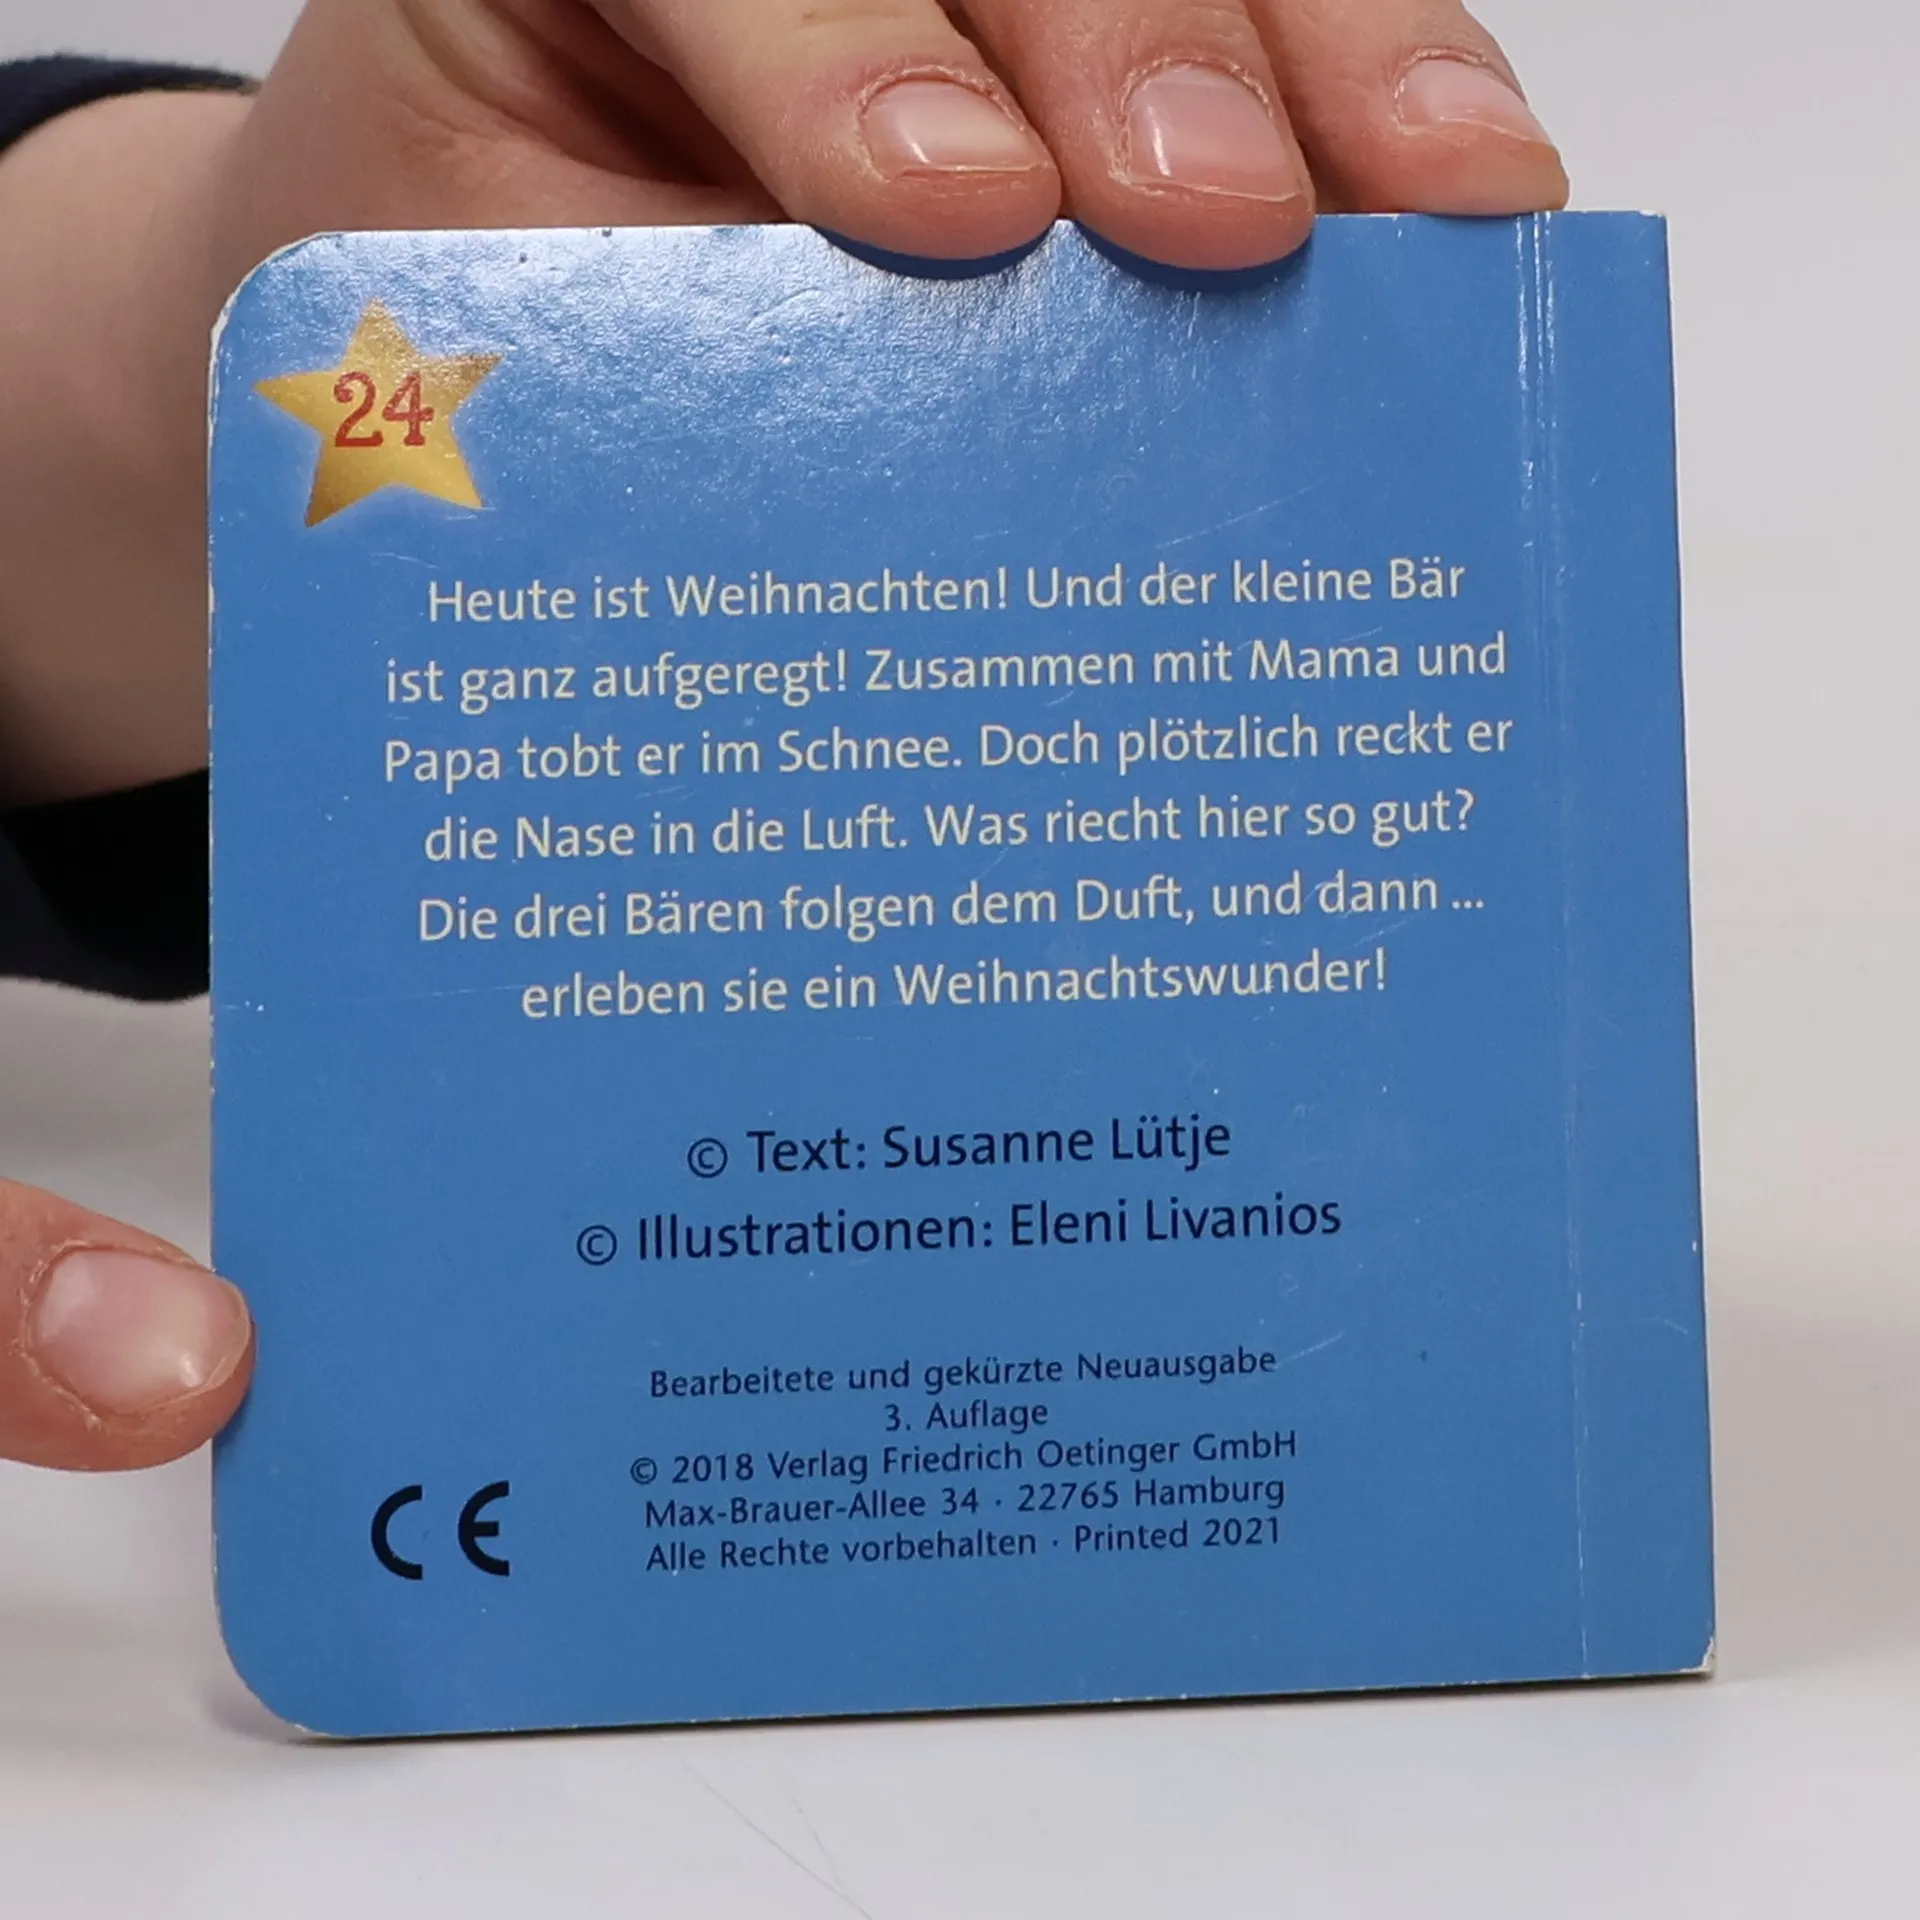 24
Heute ist Weihnachten! Und der kleine Bär
ist ganz aufgeregt! Zusammen mit Mama und
Papa tobt er im Schnee. Doch plötzlich reckt er
die Nase in die Luft. Was riecht hier so gut?
Die drei Bären folgen dem Duft, und dann ...
erleben sie ein Weihnachtswunder!
© Text: Susanne Lütje
© Illustrationen: Eleni Livanios
Bearbeitete und gekürzte Neuausgabe
3. Auflage
© 2018 Verlag Friedrich Oetinger GmbH
Max-Brauer-Allee 34 · 22765 Hamburg
Alle Rechte vorbehalten · Printed 2021
CE